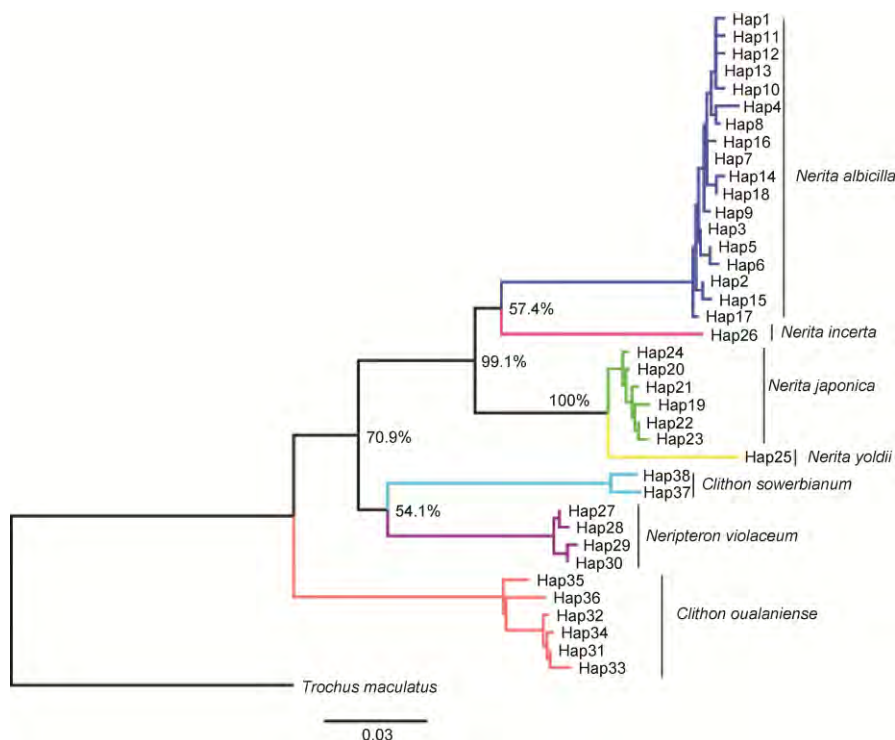 Hap1
Hap11
Hap12
Hap13
Hap10
Hap4
Hap8
Hap16
Hap7
Hap14
Hap18
Hap9
Hap3
Hap5
Hap6
Hap2
Hap15
Hap17
Nerita albicilla
57.4%
Hap26
Nerita incerta
99.1%
Hap24
Hap20
Hap21
Hap19
Hap22
Hap23
Nerita japonica
100%
Hap25
Nerita yoldii
70.9%
Hap38
Hap37
Clithon sowerbianum
54.1%
Hap27
Hap28
Hap29
Hap30
Neripteron violaceum
Hap35
Hap36
Hap32
Hap34
Hap31
Hap33
Clithon oualaniense
Trochus maculatus
0.03